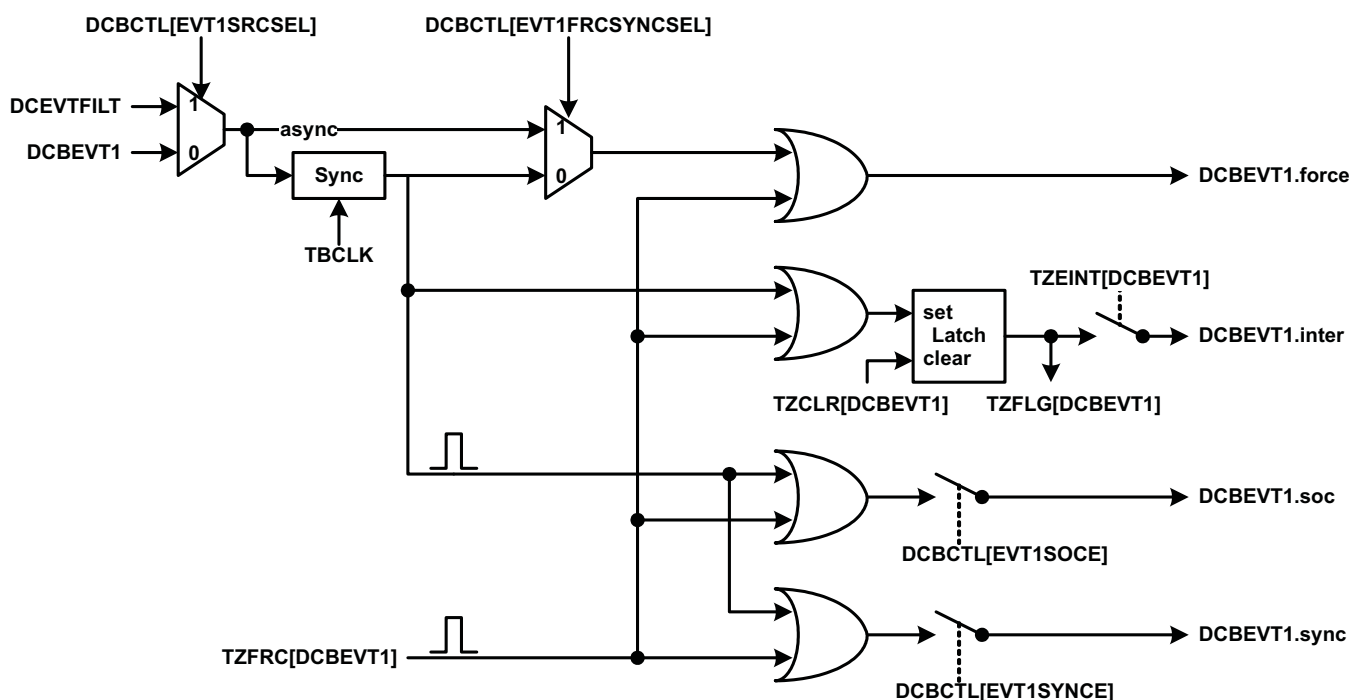 DCBCTL[EVT1SRCSEL]
DCBCTL[EVT1FRCSYNCSEL]
DCEVTFILT
1
async
1
DCBEVT1
0
Sync
0
DCBEVT1.force
TBCLK
TZEINT[DCBEVT1]
set
Latch
clear
DCBEVT1.inter
TZCLR[DCBEVT1]
TZFLG[DCBEVT1]
DCBEVT1.soc
DCBCTL[EVT1SOCE]
DCBEVT1.sync
TZFRC[DCBEVT1]
DCBCTL[EVT1SYNCE]